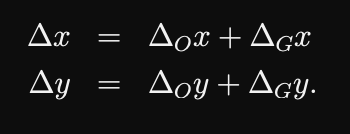 Δx = Δ_O x + Δ_G x
Δy = Δ_O y + Δ_G y.